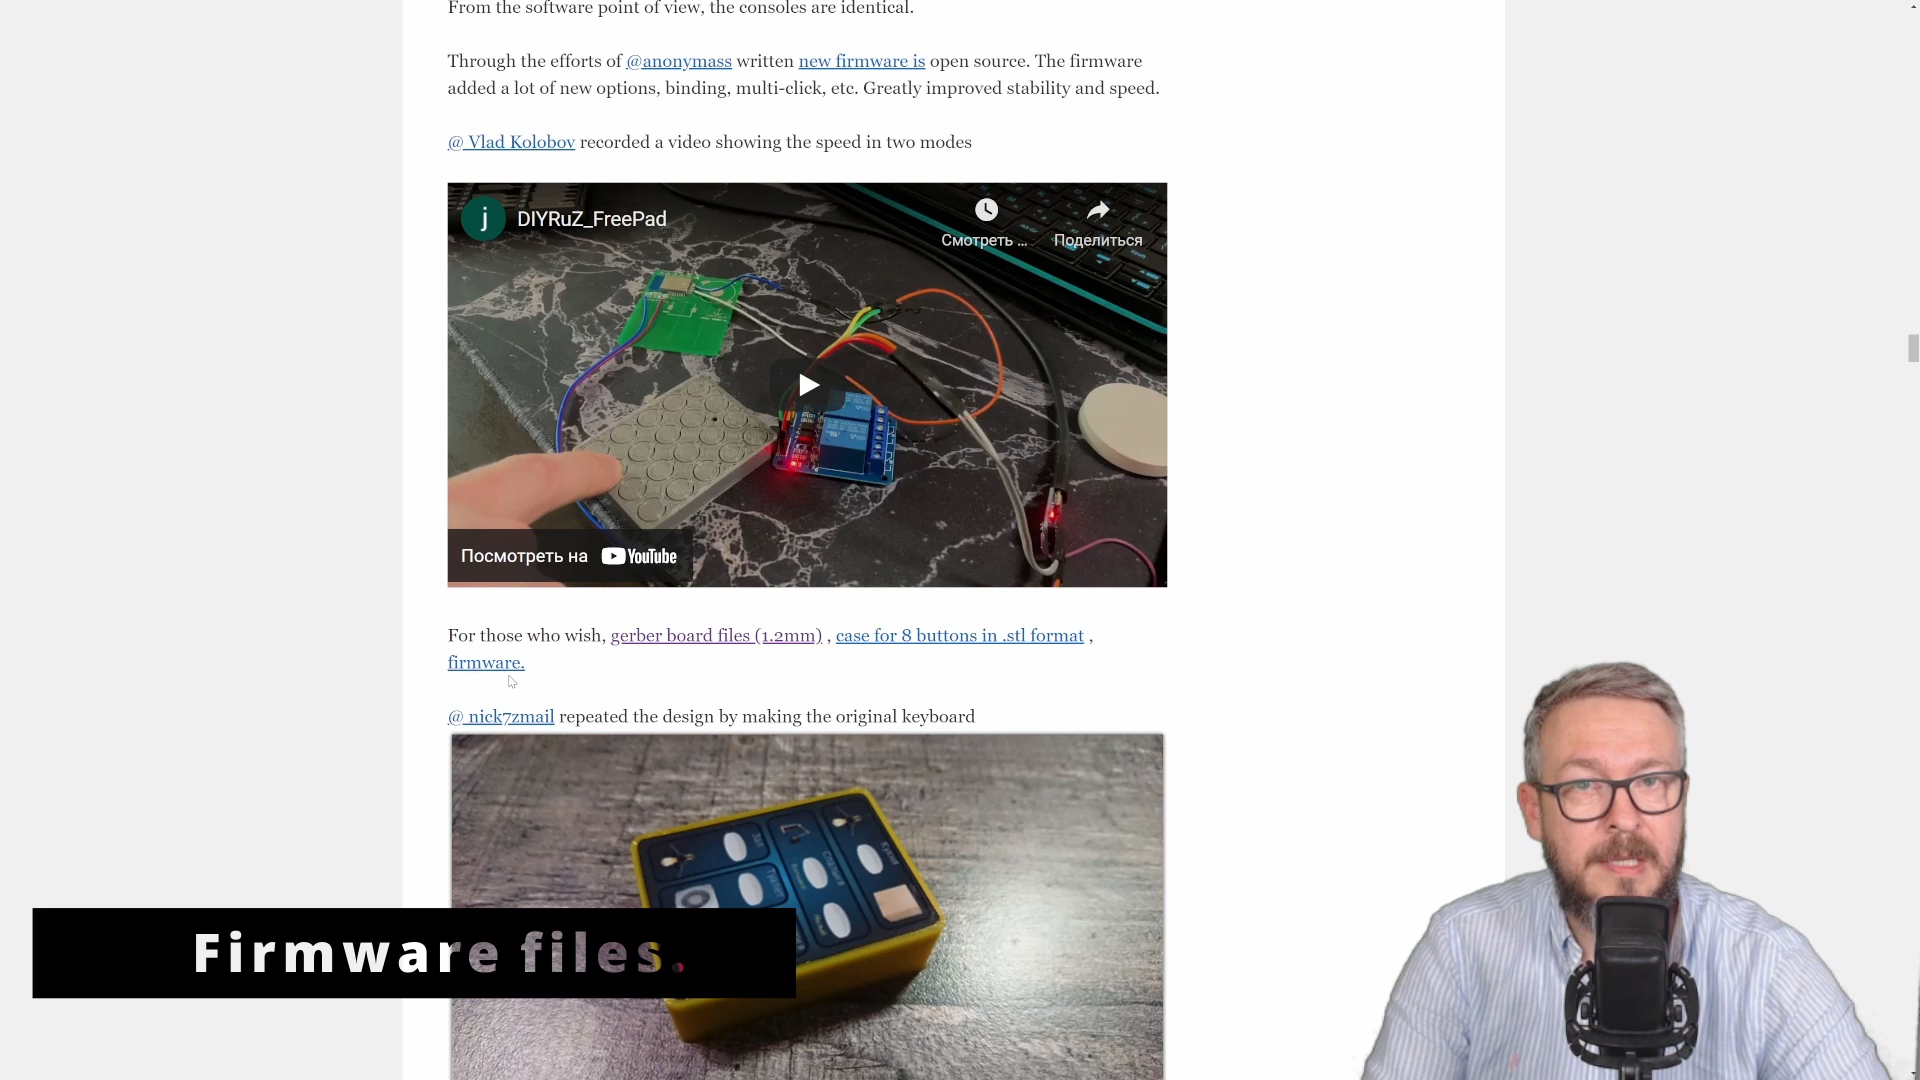 From the software point of view, the consoles are identical.
Through the efforts of @anonymass written new firmware is open source. The firmware
added a lot of new options, binding, multi-click, etc. Greatly improved stability and speed.
@ Vlad Kolobov recorded a video showing the speed in two modes
j DIYRuZ_FreePad
Смотреть ... Поделиться
Посмотреть на YouTube
For those who wish, gerber board files (1.2mm) , case for 8 buttons in .stl format ,
firmware.
@ nick7zmail repeated the design by making the original keyboard
Firmware files.